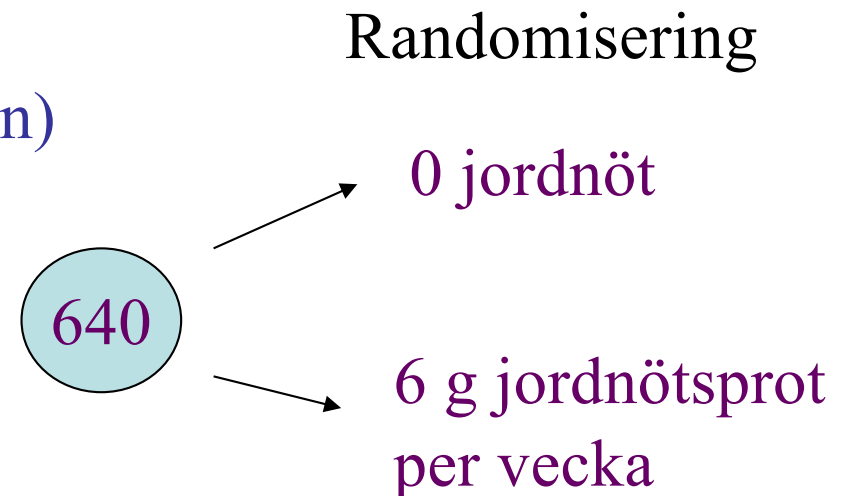 Randomisering
n)
0 jordnöt
640
6 g jordnötsprot
per vecka